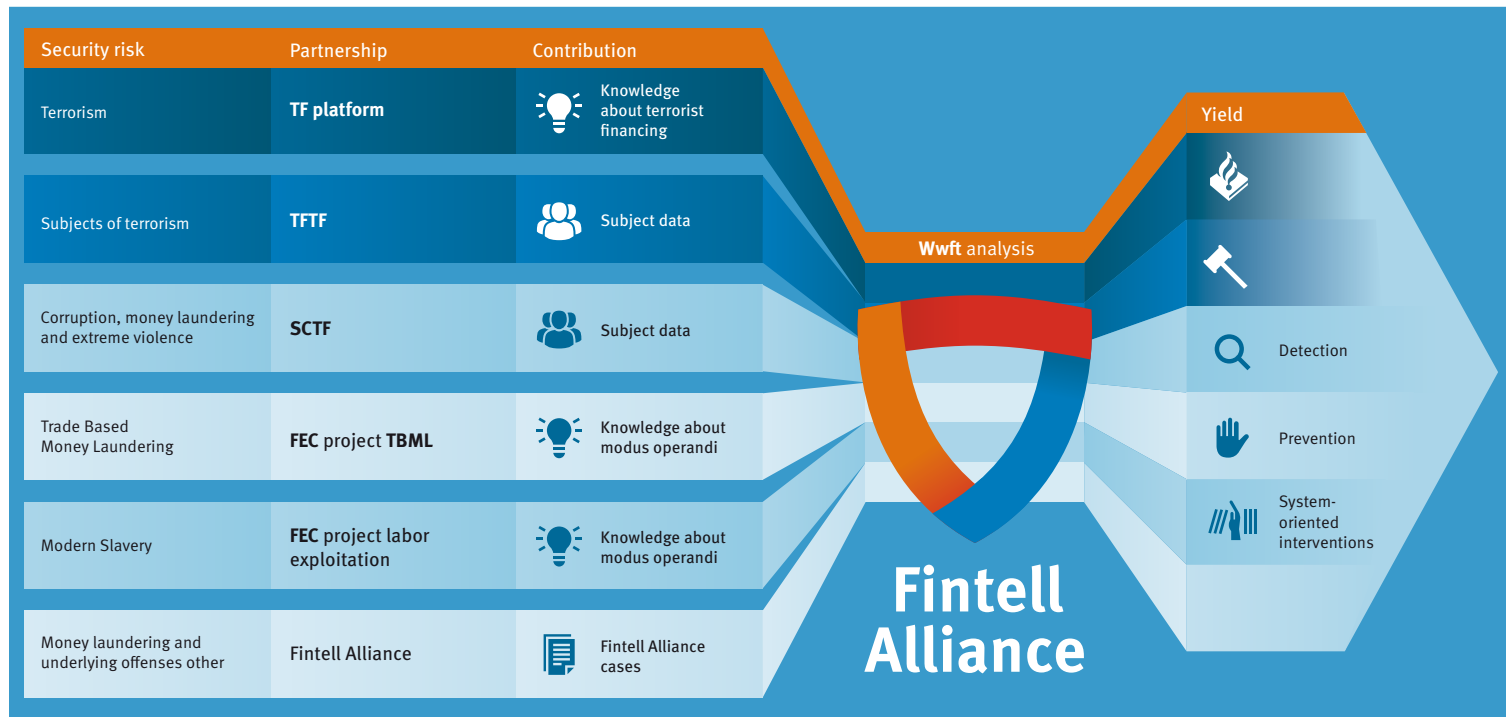 Security risk
Partnership
Contribution
Terrorism
TF platform
Knowledge
about terrorist
financing
Subjects of terrorism
TFTF
Subject data
Corruption, money laundering
and extreme violence
SCTF
Subject data
Trade Based
Money Laundering
FEC project TBML
Knowledge about
modus operandi
Modern Slavery
FEC project labor
exploitation
Knowledge about
modus operandi
Money laundering and
underlying offenses other
Fintell Alliance
Fintell Alliance
cases
Wwft analysis
Fintell
Alliance
Yield
Detection
Prevention
System-
oriented
interventions